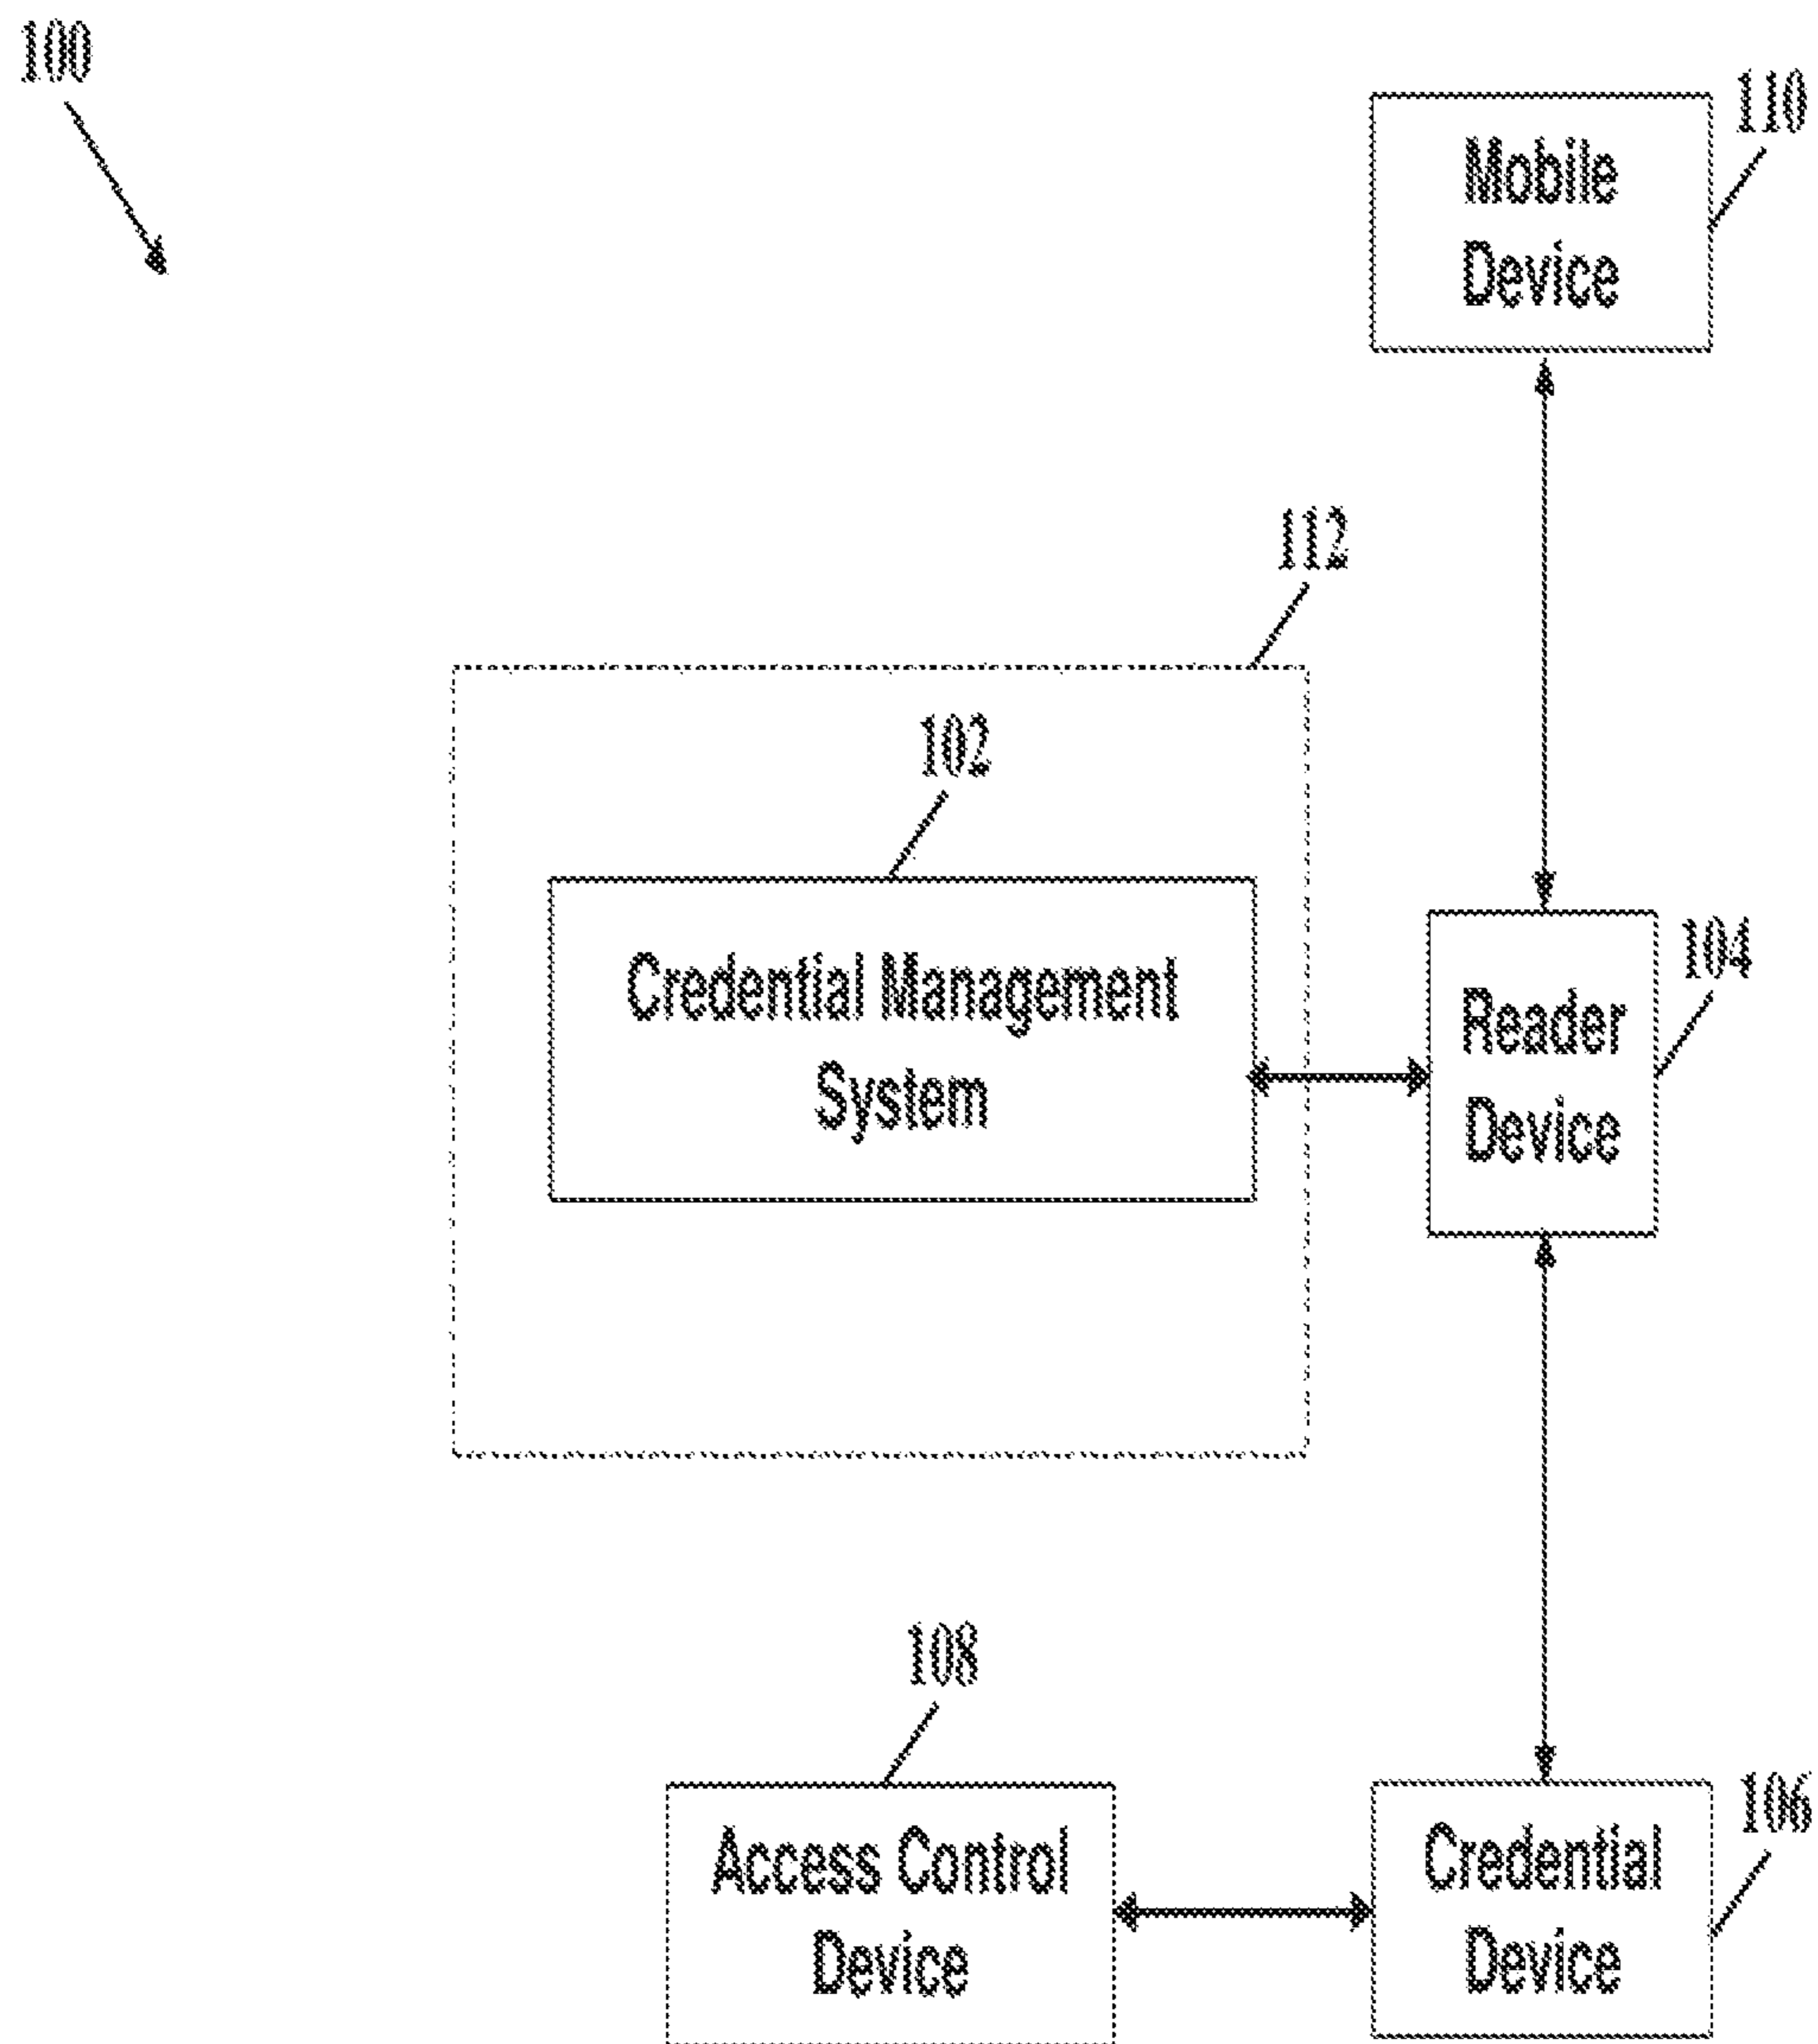 100
110
Mobile
Device
112
102
Credential Management
System
104
Reader
Device
108
Access Control
Device
106
Credential
Device